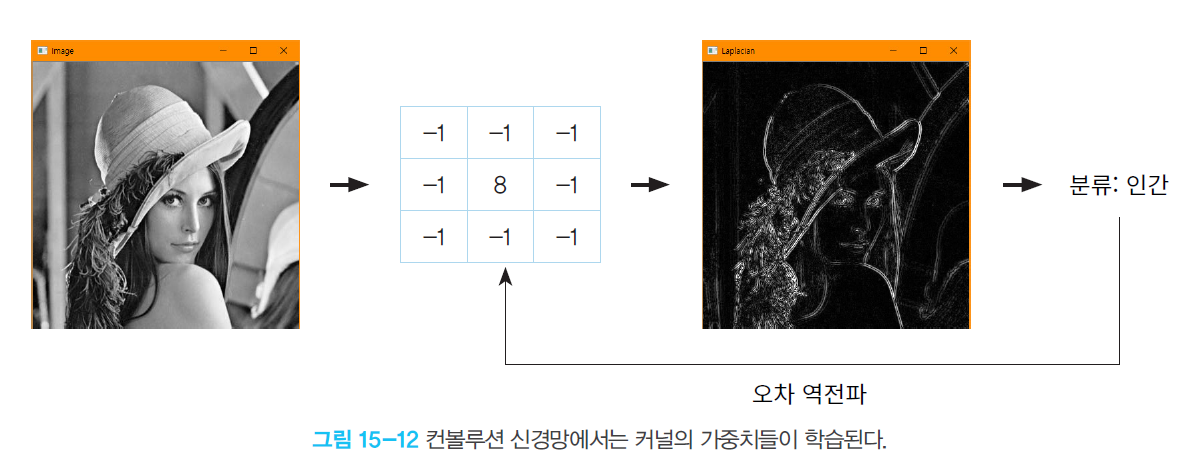 Image
Laplacian
–1 –1 –1
–1 8 –1
–1 –1 –1
분류: 인간
오차 역전파
그림 15–12 컨볼루션 신경망에서는 커널의 가중치들이 학습된다.